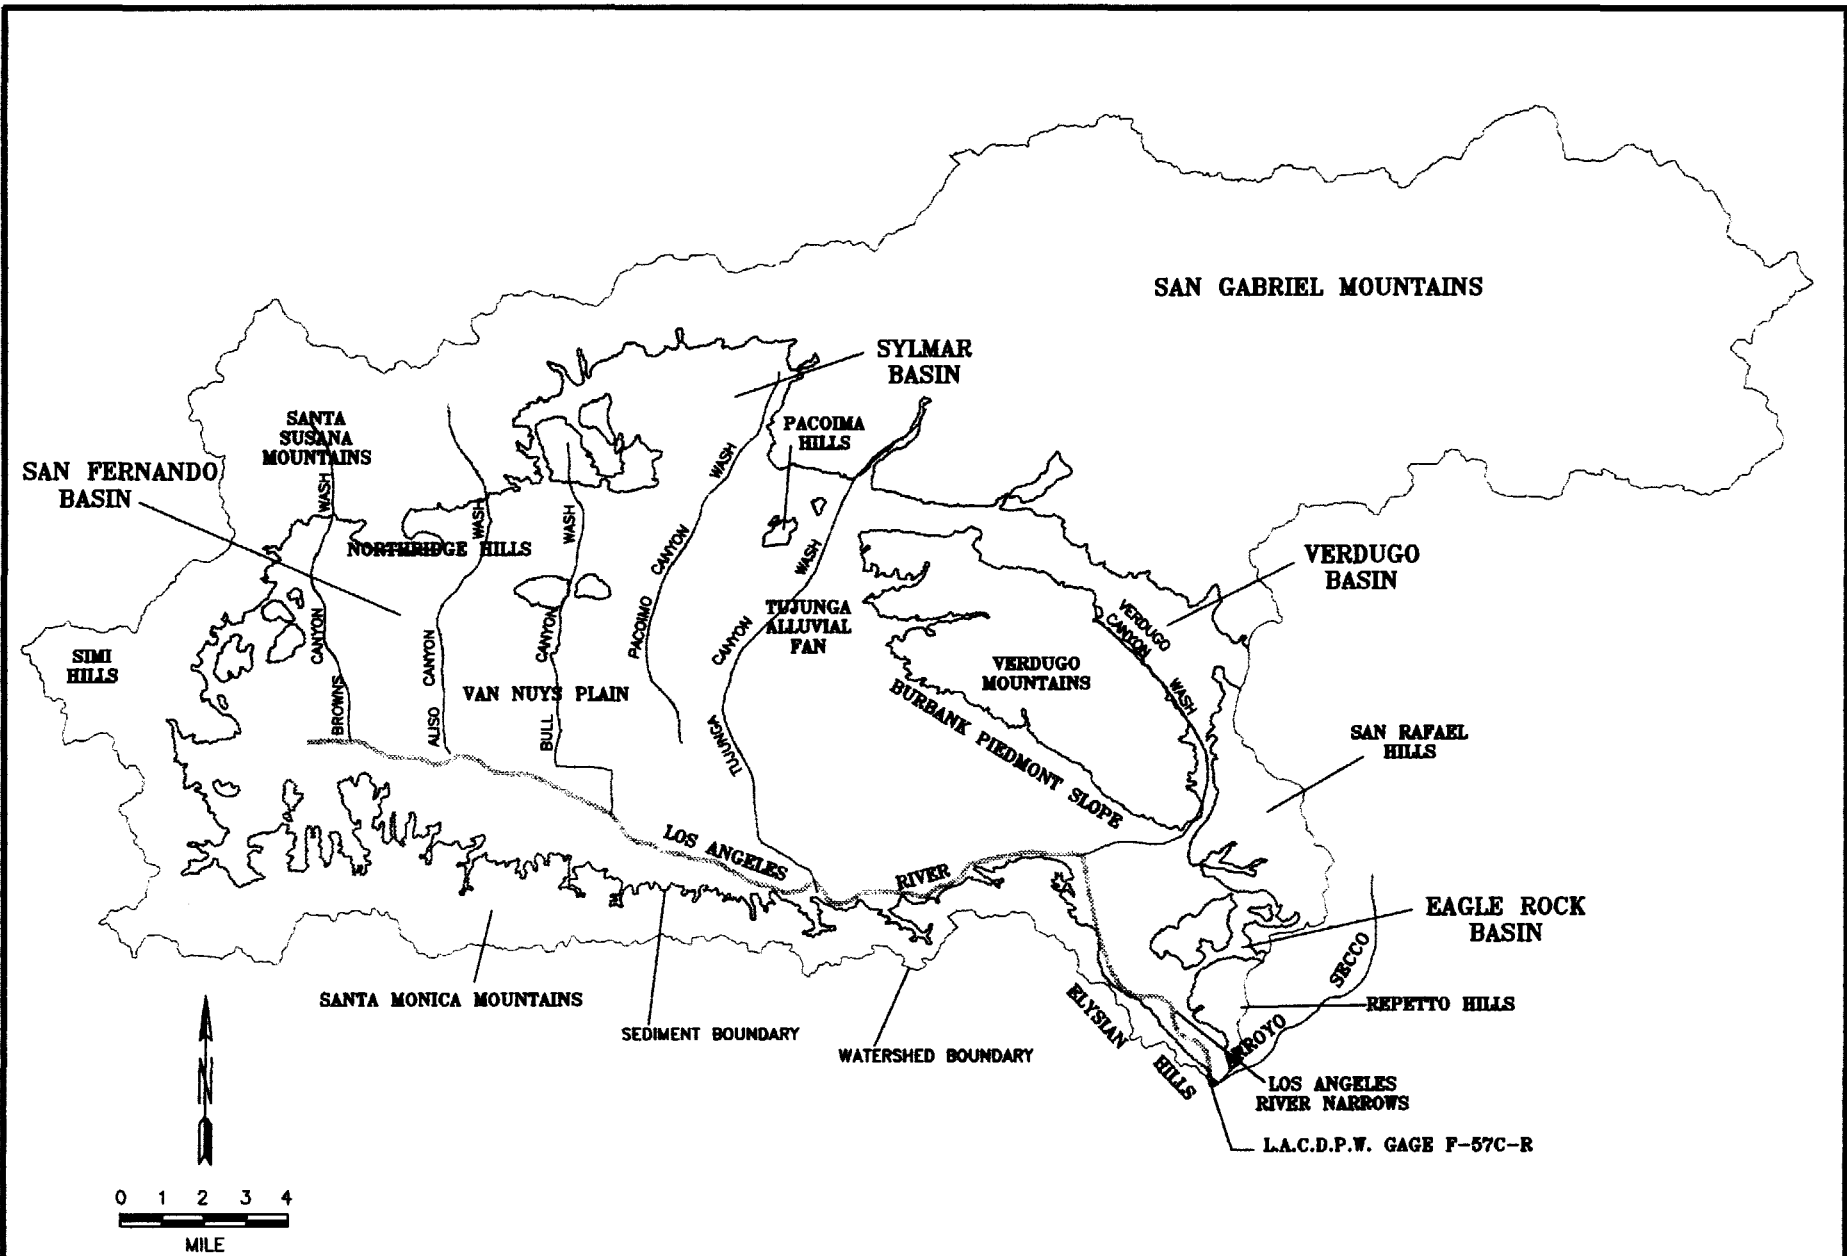 SAN GABRIEL MOUNTAINS
SYLMAR
BASIN
SANTA
SUSANA
MOUNTAINS
PACOIMA
HILLS
SAN FERNANDO
BASIN
WASH
WASH
WASH
WASH
CANYON
WASH
NORTHRIDGE HILLS
VERDUGO
BASIN
TUJUNGA
ALLUVIAL
FAN
VERDUGO
CANYON
WASH
SIMI
HILLS
CANYON
BROWNS
CANYON
ALISO
CANYON
BULL
PACOIMO
CANYON
TUJUNGA
VAN NUYS PLAIN
VERDUGO
MOUNTAINS
BURBANK PIEDMONT SLOPE
SAN RAFAEL
HILLS
LOS ANGELES
RIVER
EAGLE ROCK
BASIN
SECCO
ARROYO
SANTA MONICA MOUNTAINS
SEDIMENT BOUNDARY
WATERSHED BOUNDARY
ELYSIAN
HILLS
REPETTO HILLS
LOS ANGELES
RIVER NARROWS
L.A.C.D.P.W. GAGE F-57C-R
N
0 1 2 3 4
MILE